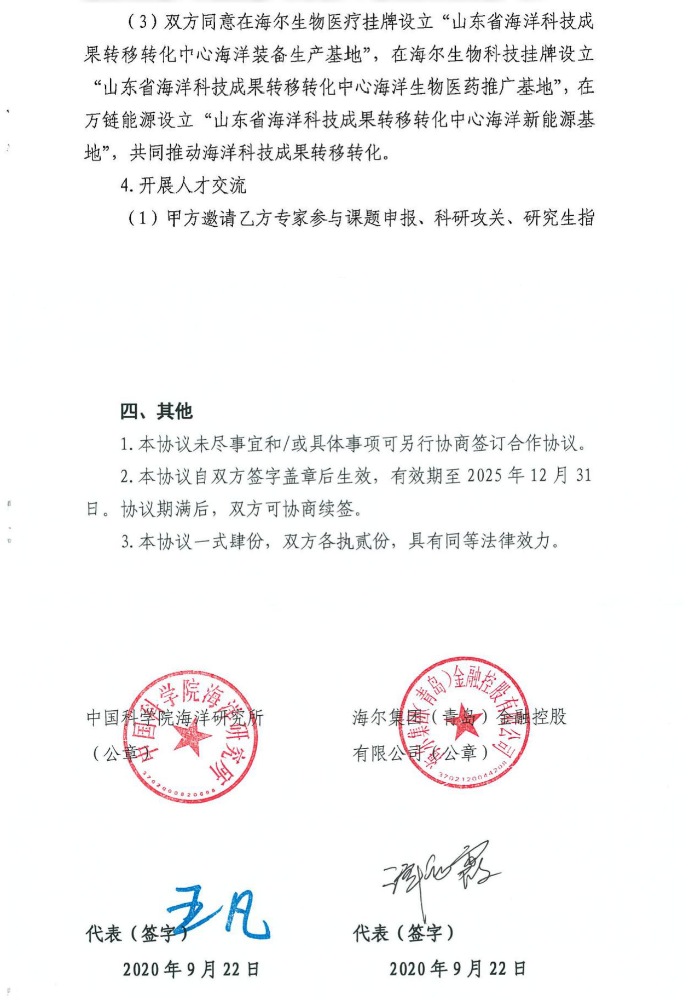 （3）双方同意在海尔生物医疗挂牌设立“山东省海洋科技成
果转移转化中心海洋装备生产基地”，在海尔生物科技挂牌设立
“山东省海洋科技成果转移转化中心海洋生物医药推广基地”，在
万链能源设立“山东省海洋科技成果转移转化中心海洋新能源基
地”，共同推动海洋科技成果转移转化。
4.开展人才交流
（1）甲方邀请乙方专家参与课题申报、科研攻关、研究生指
四、其他
1.本协议未尽事宜和/或具体事项可另行协商签订合作协议。
2.本协议自双方签字盖章后生效，有效期至 2025 年 12 月 31
日。协议期满后，双方可协商续签。
3.本协议一式肆份，双方各执贰份，具有同等法律效力。
中国科学院海洋研究所
（公章）
中国科学院海洋研究所
3702000820668
海尔集团（青岛）金融控股
有限公司（公章）
海尔集团（青岛）金融控股有限公司
3702120044208
王凡
代表（签字）
2020 年 9 月 22 日
代表（签字）
2020 年 9 月 22 日